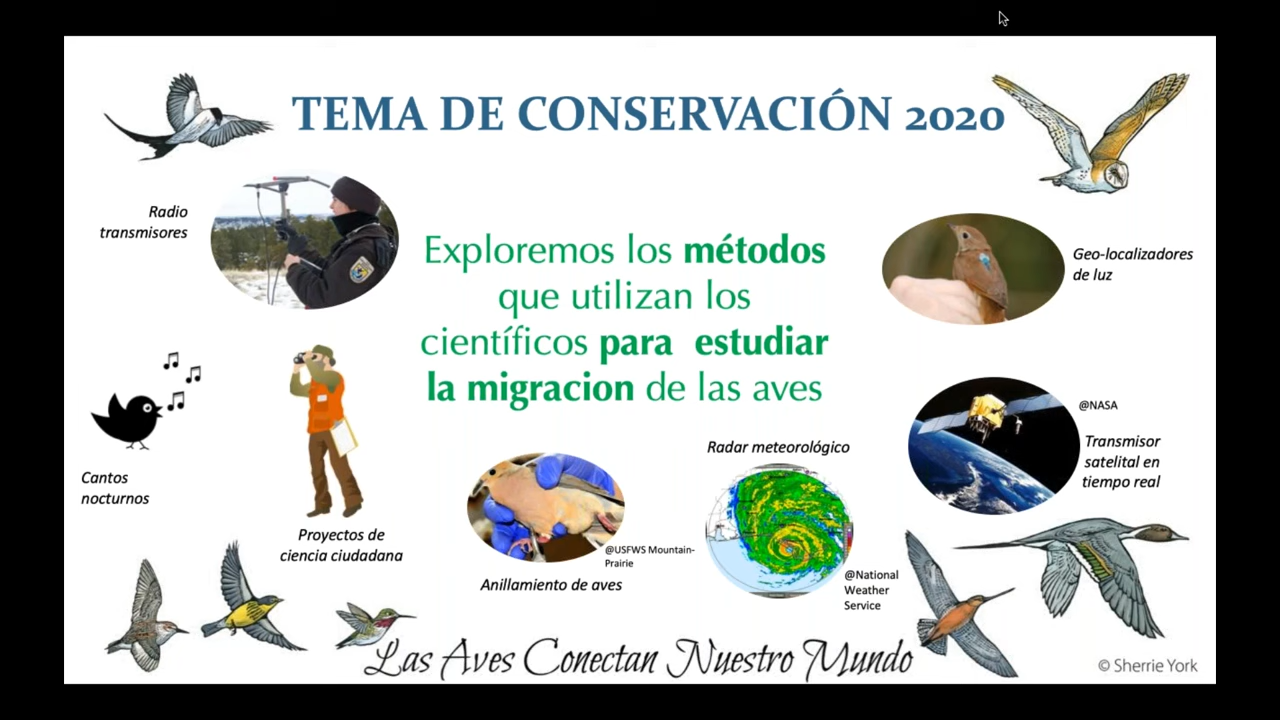 TEMA DE CONSERVACIÓN 2020
Radio
transmisores
Exploremos los métodos
que utilizan los
científicos para estudiar
la migracion de las aves
Geo-localizadores
de luz
@NASA
Transmisor
satelital en
tiempo real
Cantos
nocturnos
Proyectos de
ciencia ciudadana
@USFWS Mountain-
Prairie
Anillamiento de aves
Radar meteorológico
@National
Weather
Service
Las Aves Conectan Nuestro Mundo
© Sherrie York